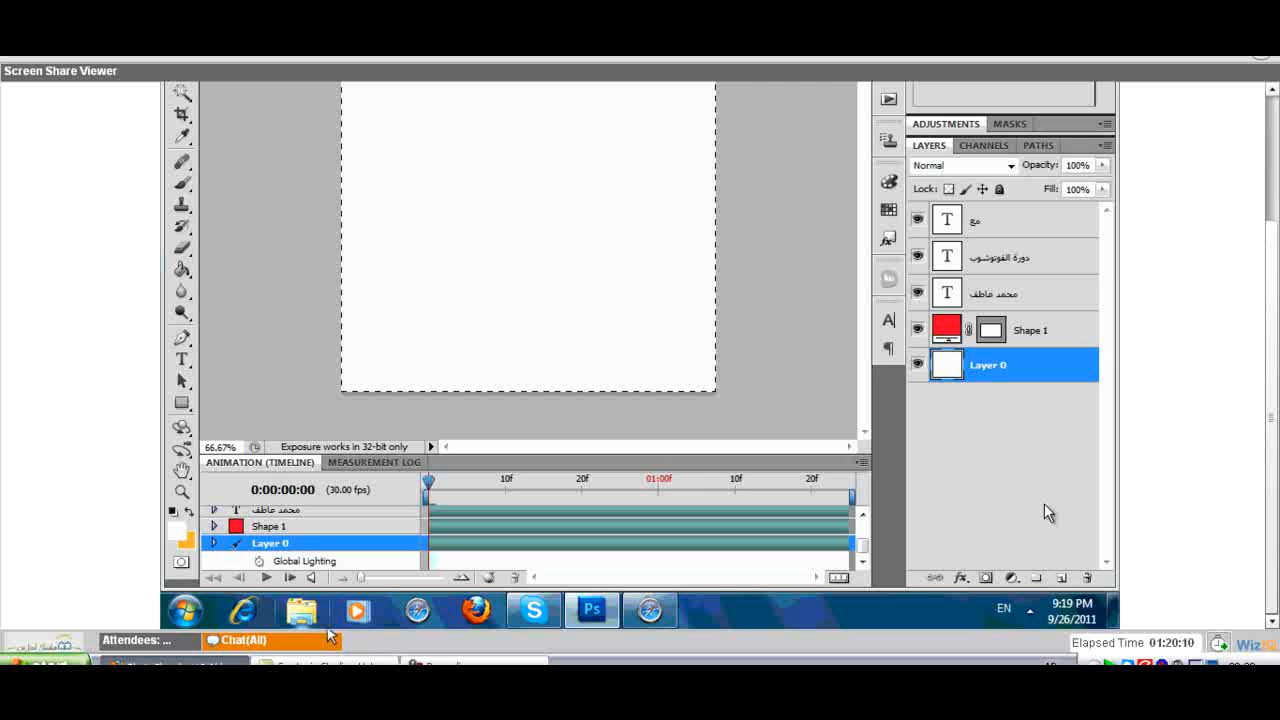 Screen Share Viewer
ADJUSTMENTS MASKS
LAYERS CHANNELS PATHS
Normal Opacity: 100%
Lock: Fill: 100%
T مع
T دورة الفوتوشوب
T محمد عاطف
Shape 1
Layer 0
66.67% Exposure works in 32-bit only
ANIMATION (TIMELINE) MEASUREMENT LOG
0:00:00:00 (30.00 fps) 10f 20f 01:00f 10f 20f
T محمد عاطف
Shape 1
Layer 0
Global Lighting
EN 9:19 PM
9/26/2011
Attendees: ... Chat(All)
Elapsed Time 01:20:10